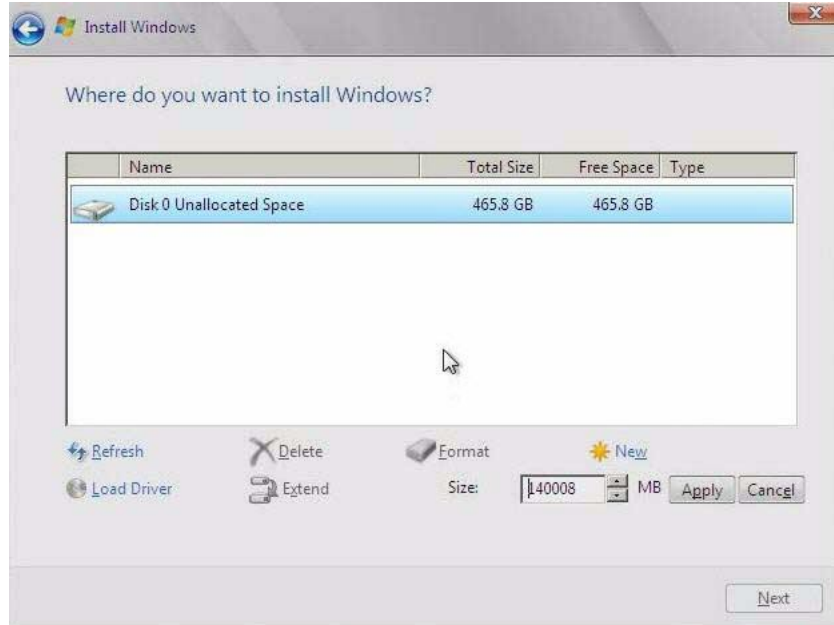 Install Windows
Where do you want to install Windows?
Name Total Size Free Space Type
Disk 0 Unallocated Space 465.8 GB 465.8 GB
Refresh Delete Format New
Load Driver Extend Size: 140008 MB Apply Cancel
Next